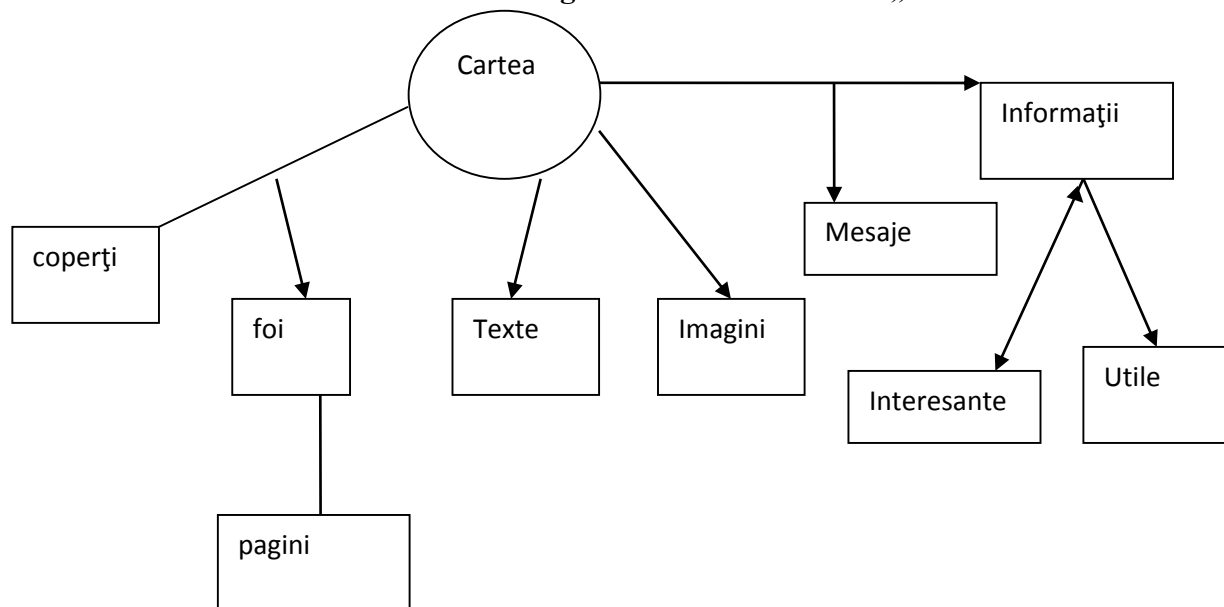 Cartea
Informaţii
Mesaje
coperţi
foi
Texte
Imagini
Interesante
Utile
pagini